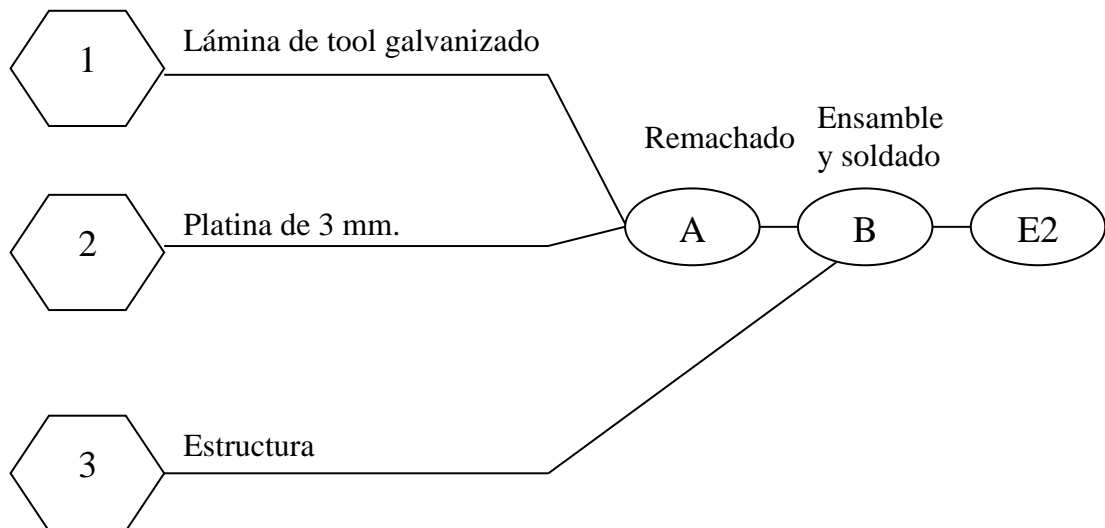 1
Lámina de tool galvanizado
Remachado
Ensamble
y soldado
2
Platina de 3 mm.
A
B
E2
3
Estructura